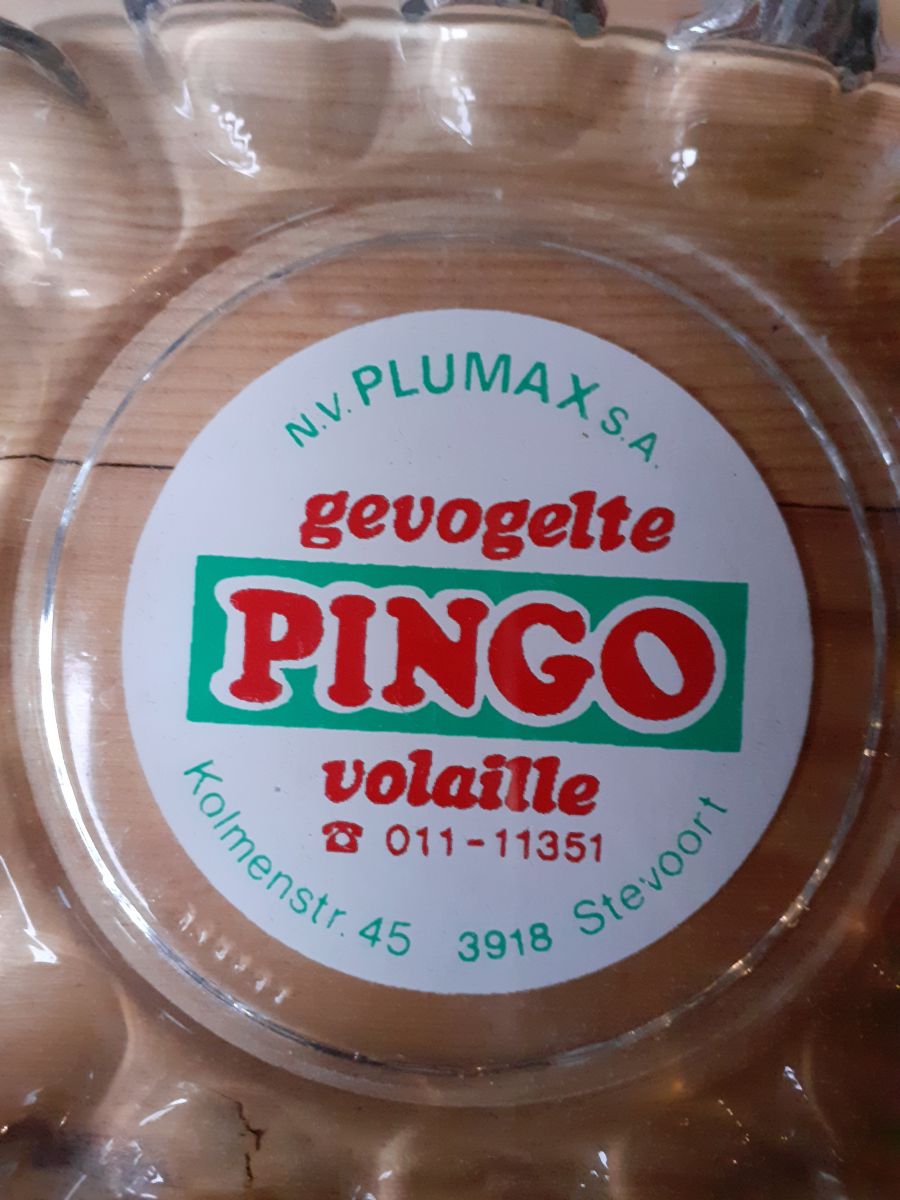 N.V. PLUMAX S.A.
gevogelte
PINGO
volaille
☎ 011-11351
Kolmenstr. 45 3918 Stevoort